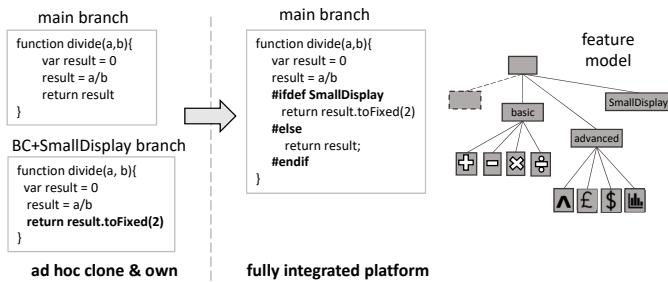 main branch
function divide(a,b){
var result = 0
result = a/b
return result
}
BC+SmallDisplay branch
function divide(a, b){
var result = 0
result = a/b
return result.toFixed(2)
}
ad hoc clone & own
main branch
function divide(a,b){
var result = 0
result = a/b
#ifdef SmallDisplay
return result.toFixed(2)
#else
return result;
#endif
}
fully integrated platform
feature
model
SmallDisplay
basic
advanced
+ − × ÷
∧ £ $